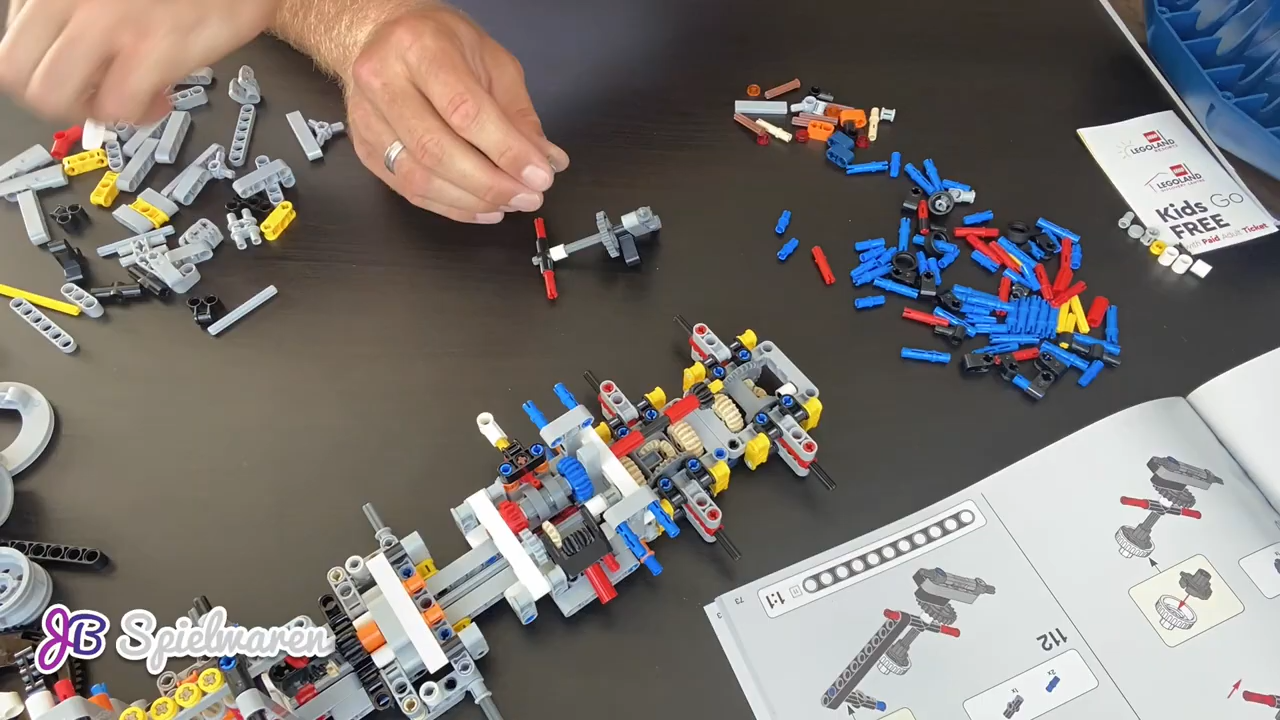 LEGOLAND
LEGOLAND
Kids GO
FREE
with Paid Adult Ticket
1:1
73
112
JB Spielwaren